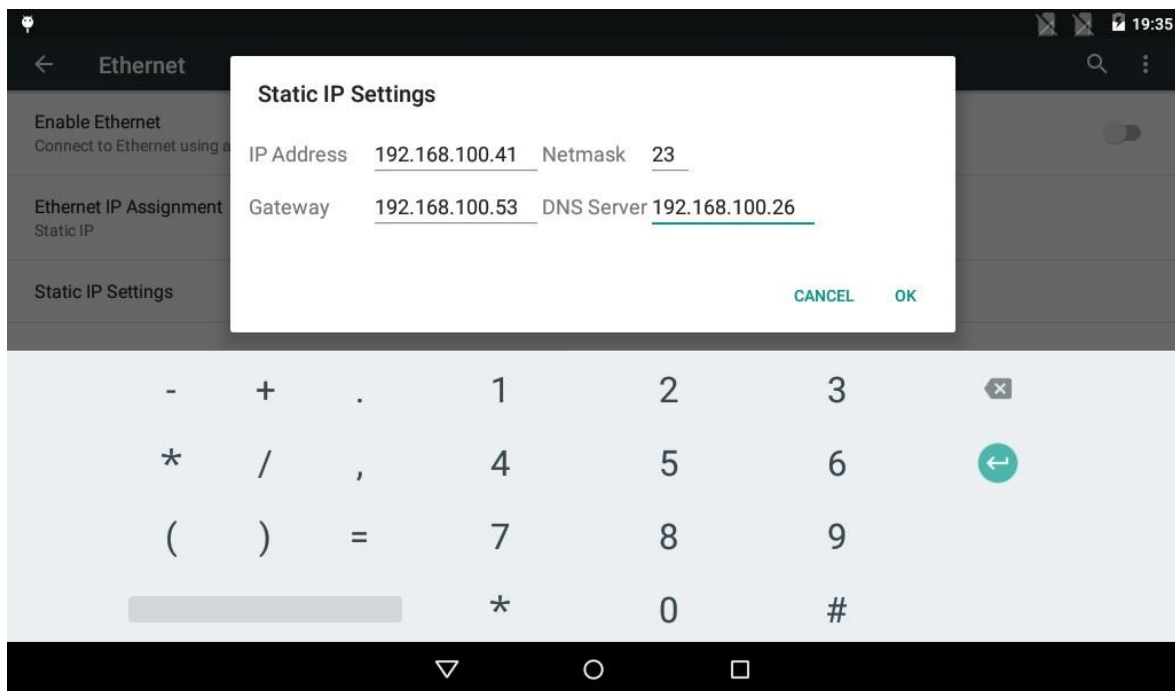 19:35
Ethernet
Static IP Settings
Enable Ethernet
Connect to Ethernet using
IP Address 192.168.100.41 Netmask 23
Ethernet IP Assignment
Static IP
Gateway 192.168.100.53 DNS Server 192.168.100.26
Static IP Settings
CANCEL OK
- + . 1 2 3
* / , 4 5 6
( ) = 7 8 9
* 0 #